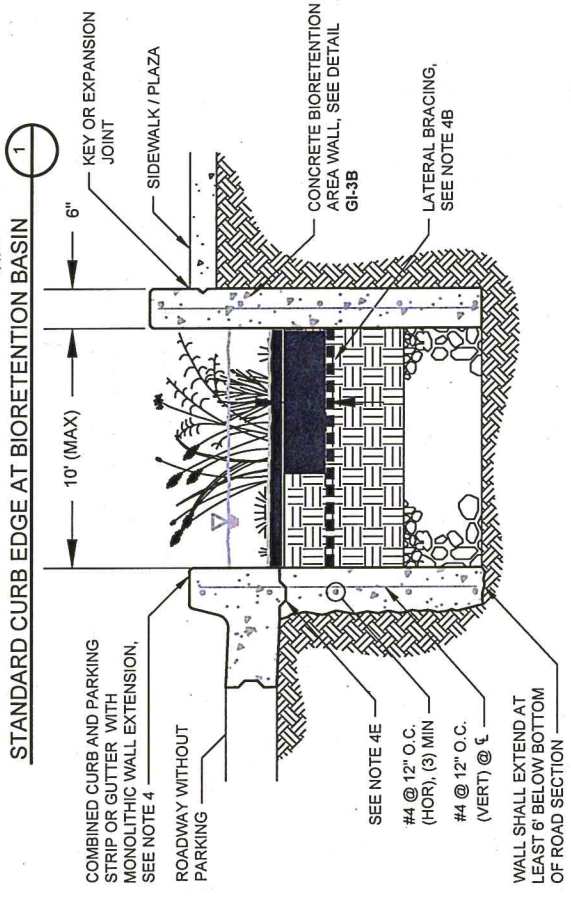 STANDARD CURB EDGE AT BIORETENTION BASIN
1
10' (MAX)
6"
KEY OR EXPANSION
JOINT
SIDEWALK / PLAZA
CONCRETE BIORETENTION
AREA WALL, SEE DETAIL
GI-3B
LATERAL BRACING,
SEE NOTE 4B
COMBINED CURB AND PARKING
STRIP OR GUTTER WITH
MONOLITHIC WALL EXTENSION,
SEE NOTE 4
ROADWAY WITHOUT
PARKING
SEE NOTE 4E
#4 @ 12" O.C.
(HOR), (3) MIN
#4 @ 12" O.C.
(VERT) @ ℄
WALL SHALL EXTEND AT
LEAST 6' BELOW BOTTOM
OF ROAD SECTION